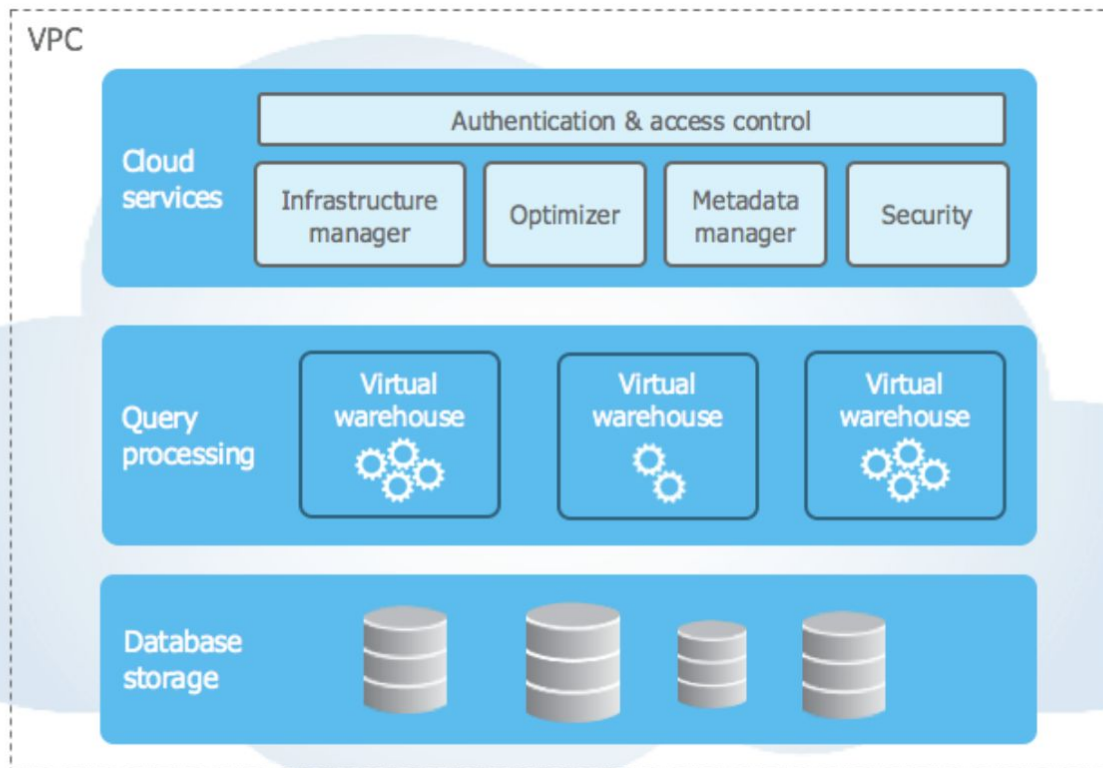 VPC
Cloud
services
Authentication & access control
Infrastructure
manager
Optimizer
Metadata
manager
Security
Query
processing
Virtual
warehouse
Virtual
warehouse
Virtual
warehouse
Database
storage